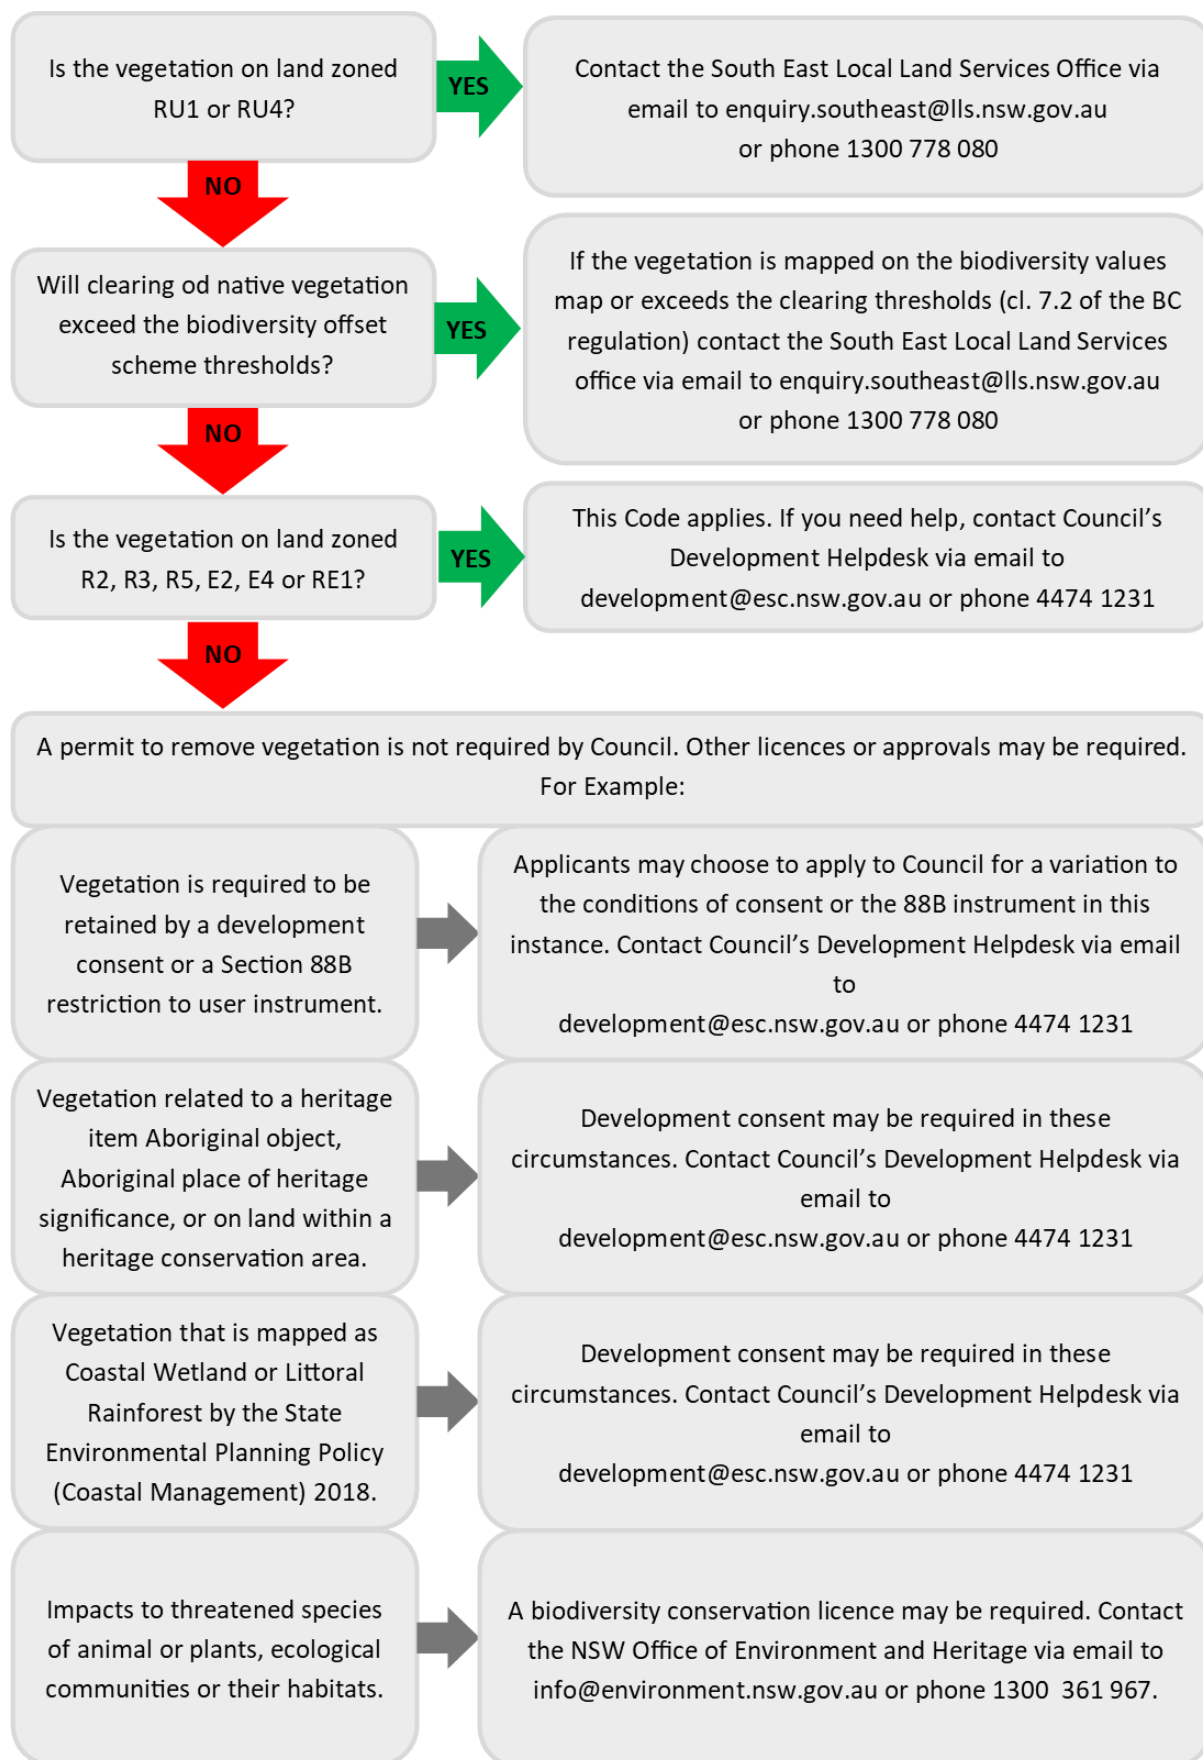 Is the vegetation on land zoned
RU1 or RU4?
YES
Contact the South East Local Land Services Office via
email to enquiry.southeast@lls.nsw.gov.au
or phone 1300 778 080
NO
Will clearing od native vegetation
exceed the biodiversity offset
scheme thresholds?
YES
If the vegetation is mapped on the biodiversity values
map or exceeds the clearing thresholds (cl. 7.2 of the BC
regulation) contact the South East Local Land Services
office via email to enquiry.southeast@lls.nsw.gov.au
or phone 1300 778 080
NO
Is the vegetation on land zoned
R2, R3, R5, E2, E4 or RE1?
YES
This Code applies. If you need help, contact Council’s
Development Helpdesk via email to
development@esc.nsw.gov.au or phone 4474 1231
NO
A permit to remove vegetation is not required by Council. Other licences or approvals may be required.
For Example:
Vegetation is required to be
retained by a development
consent or a Section 88B
restriction to user instrument.
Applicants may choose to apply to Council for a variation to
the conditions of consent or the 88B instrument in this
instance. Contact Council’s Development Helpdesk via email
to
development@esc.nsw.gov.au or phone 4474 1231
Vegetation related to a heritage
item Aboriginal object,
Aboriginal place of heritage
significance, or on land within a
heritage conservation area.
Development consent may be required in these
circumstances. Contact Council’s Development Helpdesk via
email to
development@esc.nsw.gov.au or phone 4474 1231
Vegetation that is mapped as
Coastal Wetland or Littoral
Rainforest by the State
Environmental Planning Policy
(Coastal Management) 2018.
Development consent may be required in these
circumstances. Contact Council’s Development Helpdesk via
email to
development@esc.nsw.gov.au or phone 4474 1231
Impacts to threatened species
of animal or plants, ecological
communities or their habitats.
A biodiversity conservation licence may be required. Contact
the NSW Office of Environment and Heritage via email to
info@environment.nsw.gov.au or phone 1300  361 967.